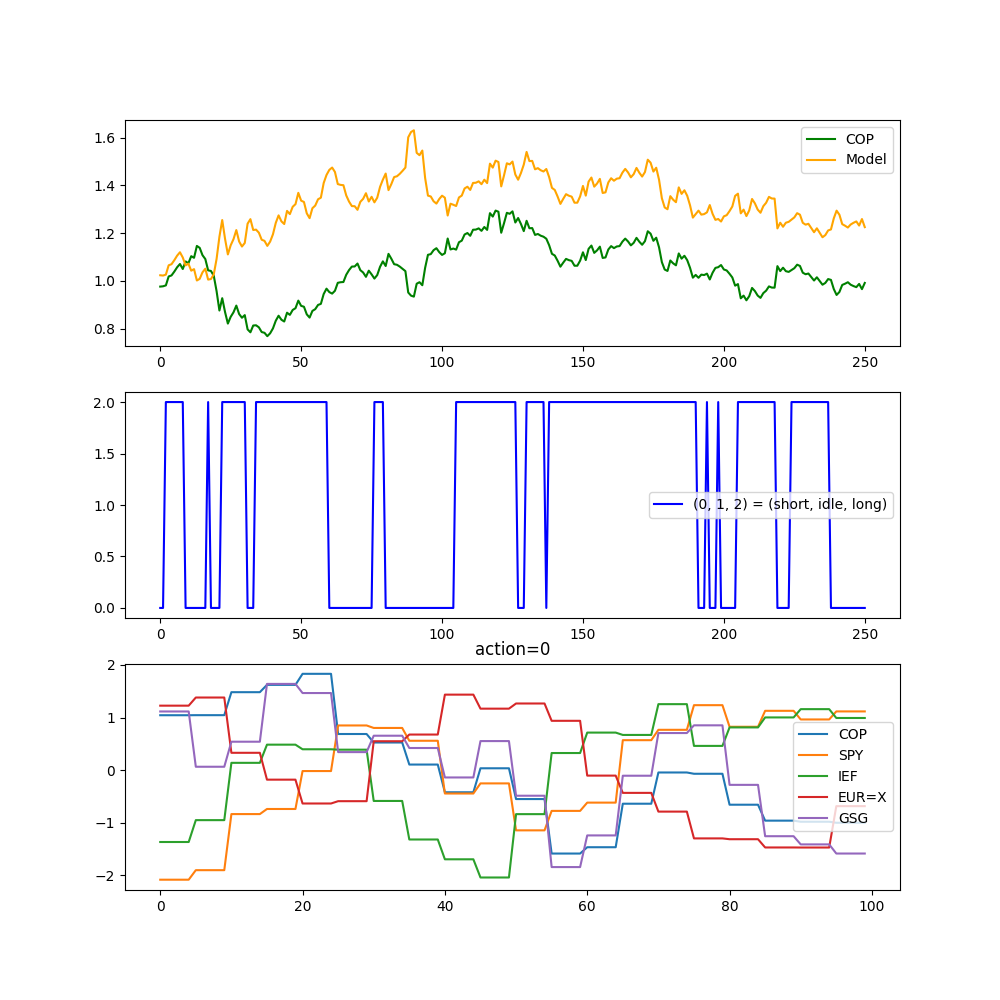 1.6
1.4
1.2
1.0
0.8
COP
Model
0 50 100 150 200 250
2.0
1.5
1.0
0.5
0.0
(0, 1, 2) = (short, idle, long)
0 50 100 150 200 250
action=0
2
1
0
−1
−2
COP
SPY
IEF
EUR=X
GSG
0 20 40 60 80 100